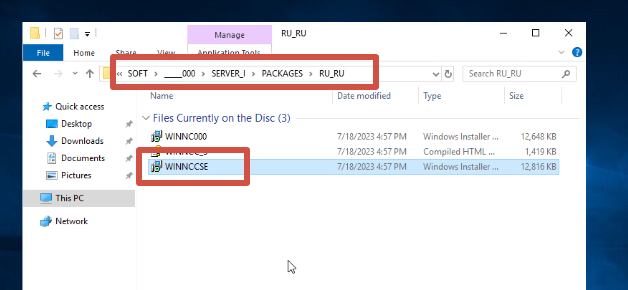 Manage RU_RU
File Home Share View Application Tools
« SOFT > _____000 > SERVER_I > PACKAGES > RU_RU Search RU_RU
Name Date modified Type Size
Quick access
Files Currently on the Disc (3)
Desktop
WINNC000 7/18/2023 4:57 PM Windows Installer ... 12,648 KB
Downloads
7/18/2023 4:57 PM Compiled HTML ... 1,419 KB
Documents
WINNCCSE 7/18/2023 4:57 PM Windows Installer ... 12,816 KB
Pictures
This PC
Network